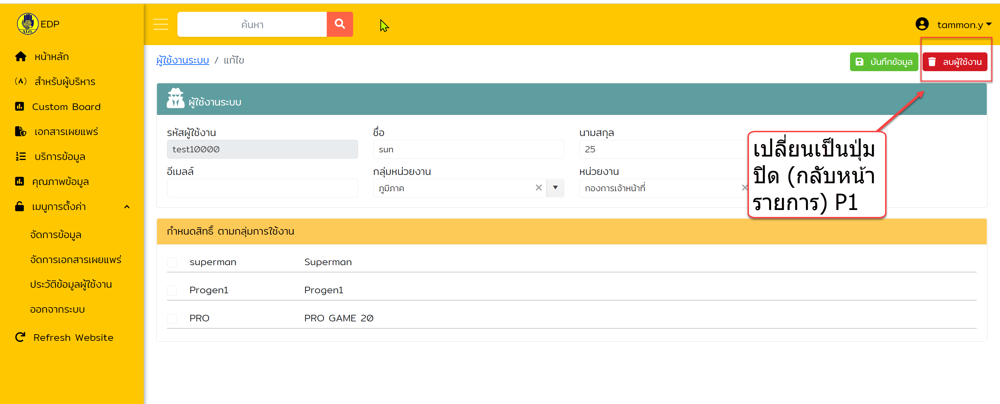 ปภ
EDP
ค้นหา
tammon.y
หน้าหลัก
สำหรับผู้บริหาร
Custom Board
เอกสารเผยแพร่
บริการข้อมูล
คุณภาพข้อมูล
เมนูการตั้งค่า
จัดการข้อมูล
จัดการเอกสารเผยแพร่
ประวัติข้อมูลผู้ใช้งาน
ออกจากระบบ
Refresh Website
ผู้ใช้งานระบบ / แก้ไข
บันทึกข้อมูล
ลบผู้ใช้งาน
ผู้ใช้งานระบบ
รหัสผู้ใช้งาน ชื่อ นามสกุล
test10000 sun 25
อีเมลล์ กลุ่มหน่วยงาน หน่วยงาน
ภูมิภาค กองการเจ้าหน้าที่
เปลี่ยนเป็นปุ่ม
ปิด (กลับหน้า
รายการ) P1
กำหนดสิทธิ์ ตามกลุ่มการใช้งาน
superman Superman
Progen1 Progen1
PRO PRO GAME 20